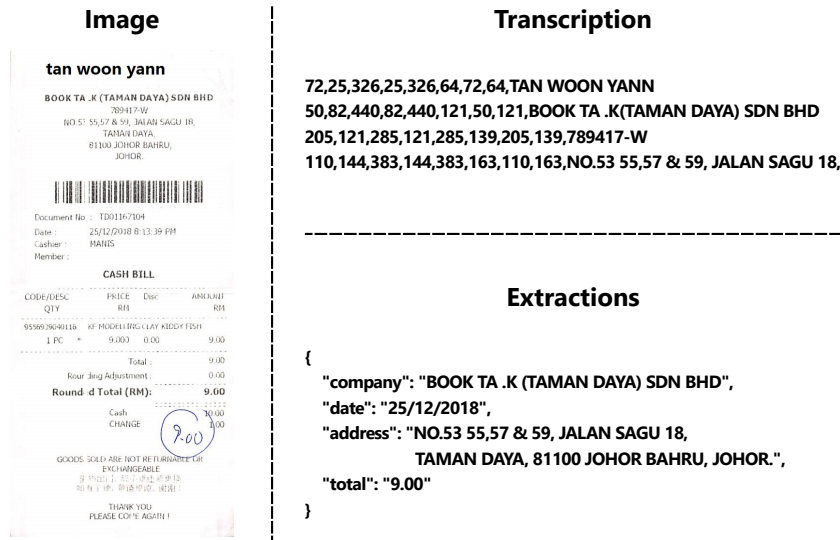 Image
tan woon yann
BOOK TA .K (TAMAN DAYA) SDN BHD
789417-W
NO.53 55,57 & 59, JALAN SAGU 18,
TAMAN DAYA,
81100 JOHOR BAHRU,
JOHOR.
Document No : TD01167104
Date : 25/12/2018 8:13:39 PM
Cashier : MANIS
Member :
CASH BILL
CODE/DESC PRICE Disc AMOUNT
QTY RM RM
9556939040116 KF MODELLING CLAY KIDDY FISH
1 PC * 9.000 0.00 9.00
Total : 9.00
Rour ding Adjustment : 0.00
Round d Total (RM): 9.00
Cash 10.00
CHANGE 1.00
9.00
GOODS SOLD ARE NOT RETURNABLE OR
EXCHANGEABLE
THANK YOU
PLEASE COME AGAIN !
Transcription
72,25,326,25,326,64,72,64,TAN WOON YANN
50,82,440,82,440,121,50,121,BOOK TA .K(TAMAN DAYA) SDN BHD
205,121,285,121,285,139,205,139,789417-W
110,144,383,144,383,163,110,163,NO.53 55,57 & 59, JALAN SAGU 18,
Extractions
{
"company": "BOOK TA .K (TAMAN DAYA) SDN BHD",
"date": "25/12/2018",
"address": "NO.53 55,57 & 59, JALAN SAGU 18,
TAMAN DAYA, 81100 JOHOR BAHRU, JOHOR.",
"total": "9.00"
}